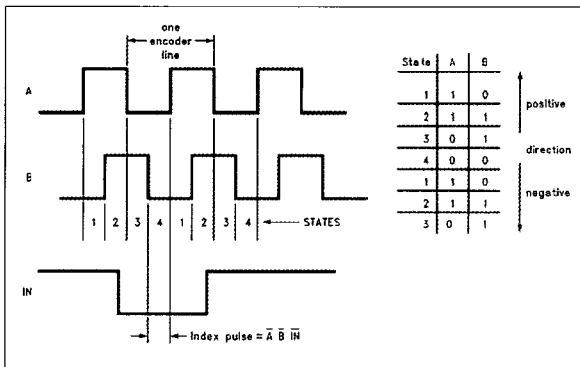 one
encoder
line
A
B
1 2 3 4 1 2 3 4 STATES
IN
Index pulse = A̅ B̅ I̅N̅
State A B
1 1 0
2 1 1
3 0 1
4 0 0
1 1 0
2 1 1
3 0 1
positive
direction
negative